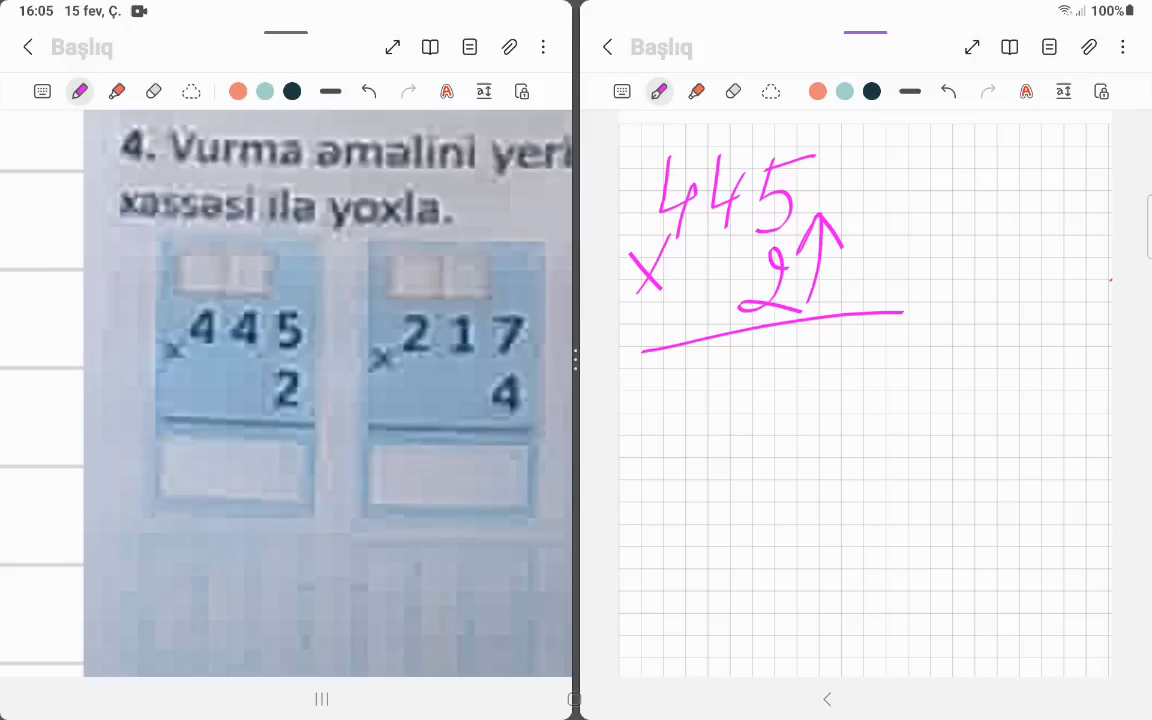 16:05 15 fev, Ç.
100%
Başlıq
Başlıq
4. Vurma əməlini
xassəsi ilə yoxla.
445
×
2
217
×
4
445
×
2